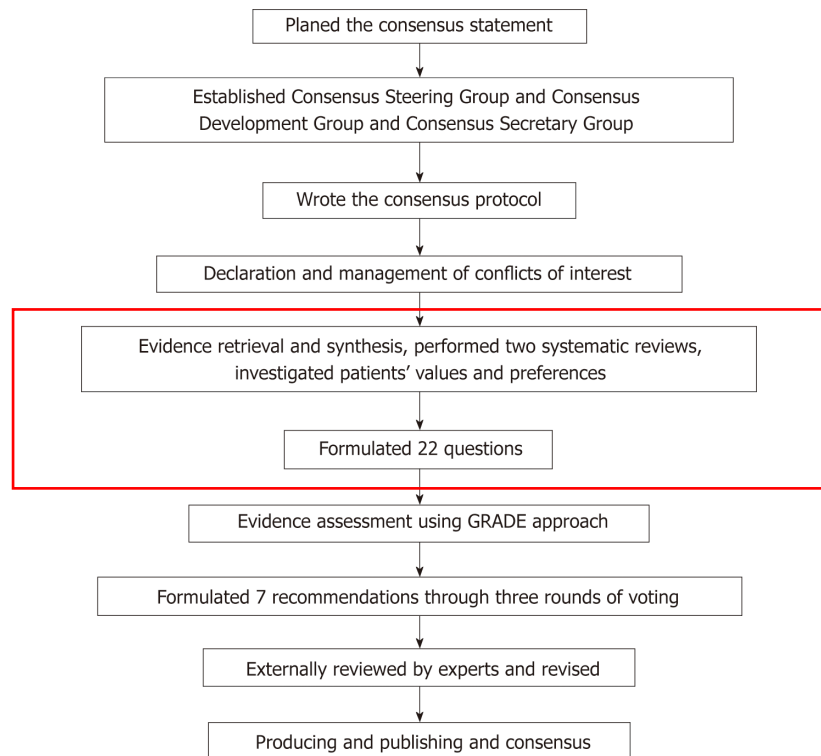 Planed the consensus statement
Established Consensus Steering Group and Consensus
Development Group and Consensus Secretary Group
Wrote the consensus protocol
Declaration and management of conflicts of interest
Evidence retrieval and synthesis, performed two systematic reviews,
investigated patients’ values and preferences
Formulated 22 questions
Evidence assessment using GRADE approach
Formulated 7 recommendations through three rounds of voting
Externally reviewed by experts and revised
Producing and publishing and consensus